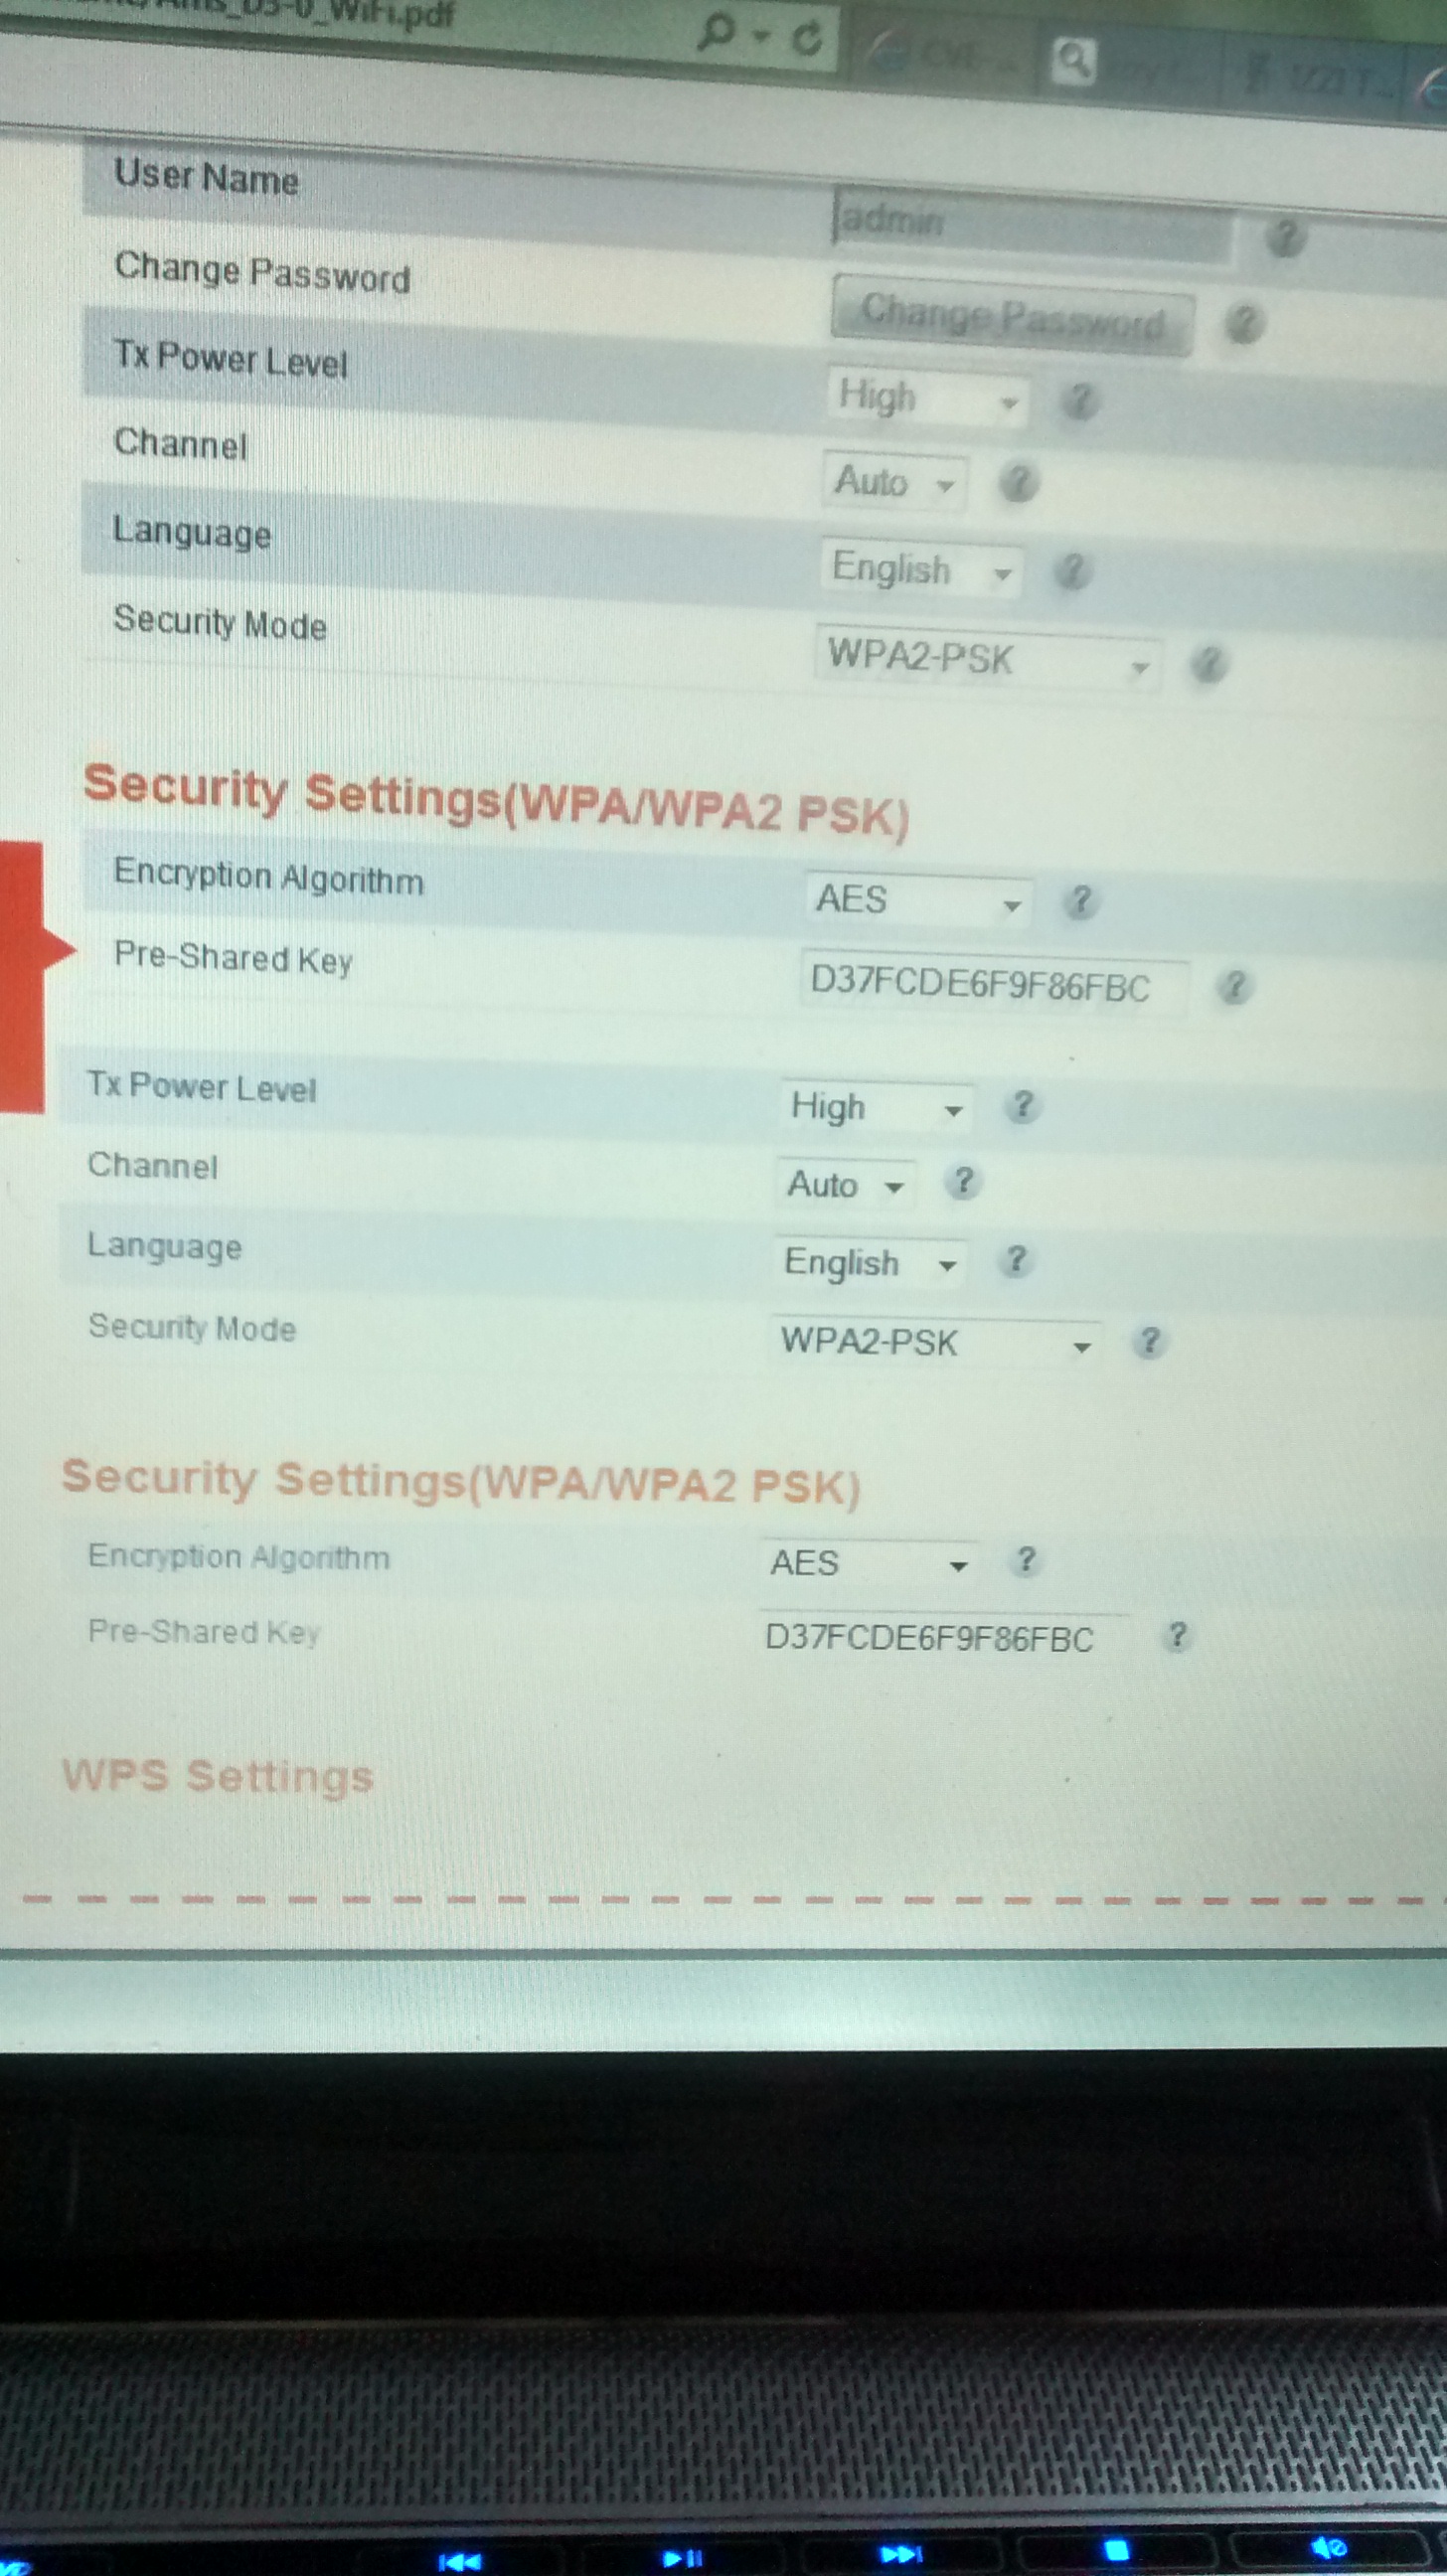 WiFi.pdf
User Name
admin
Change Password
Change Password
Tx Power Level
High
Channel
Auto
Language
English
Security Mode
WPA2-PSK
Security Settings(WPA/WPA2 PSK)
Encryption Algorithm
AES
Pre-Shared Key
D37FCDE6F9F86FBC
Tx Power Level
High
Channel
Auto
Language
English
Security Mode
WPA2-PSK
Security Settings(WPA/WPA2 PSK)
Encryption Algorithm
AES
Pre-Shared Key
D37FCDE6F9F86FBC
WPS Settings